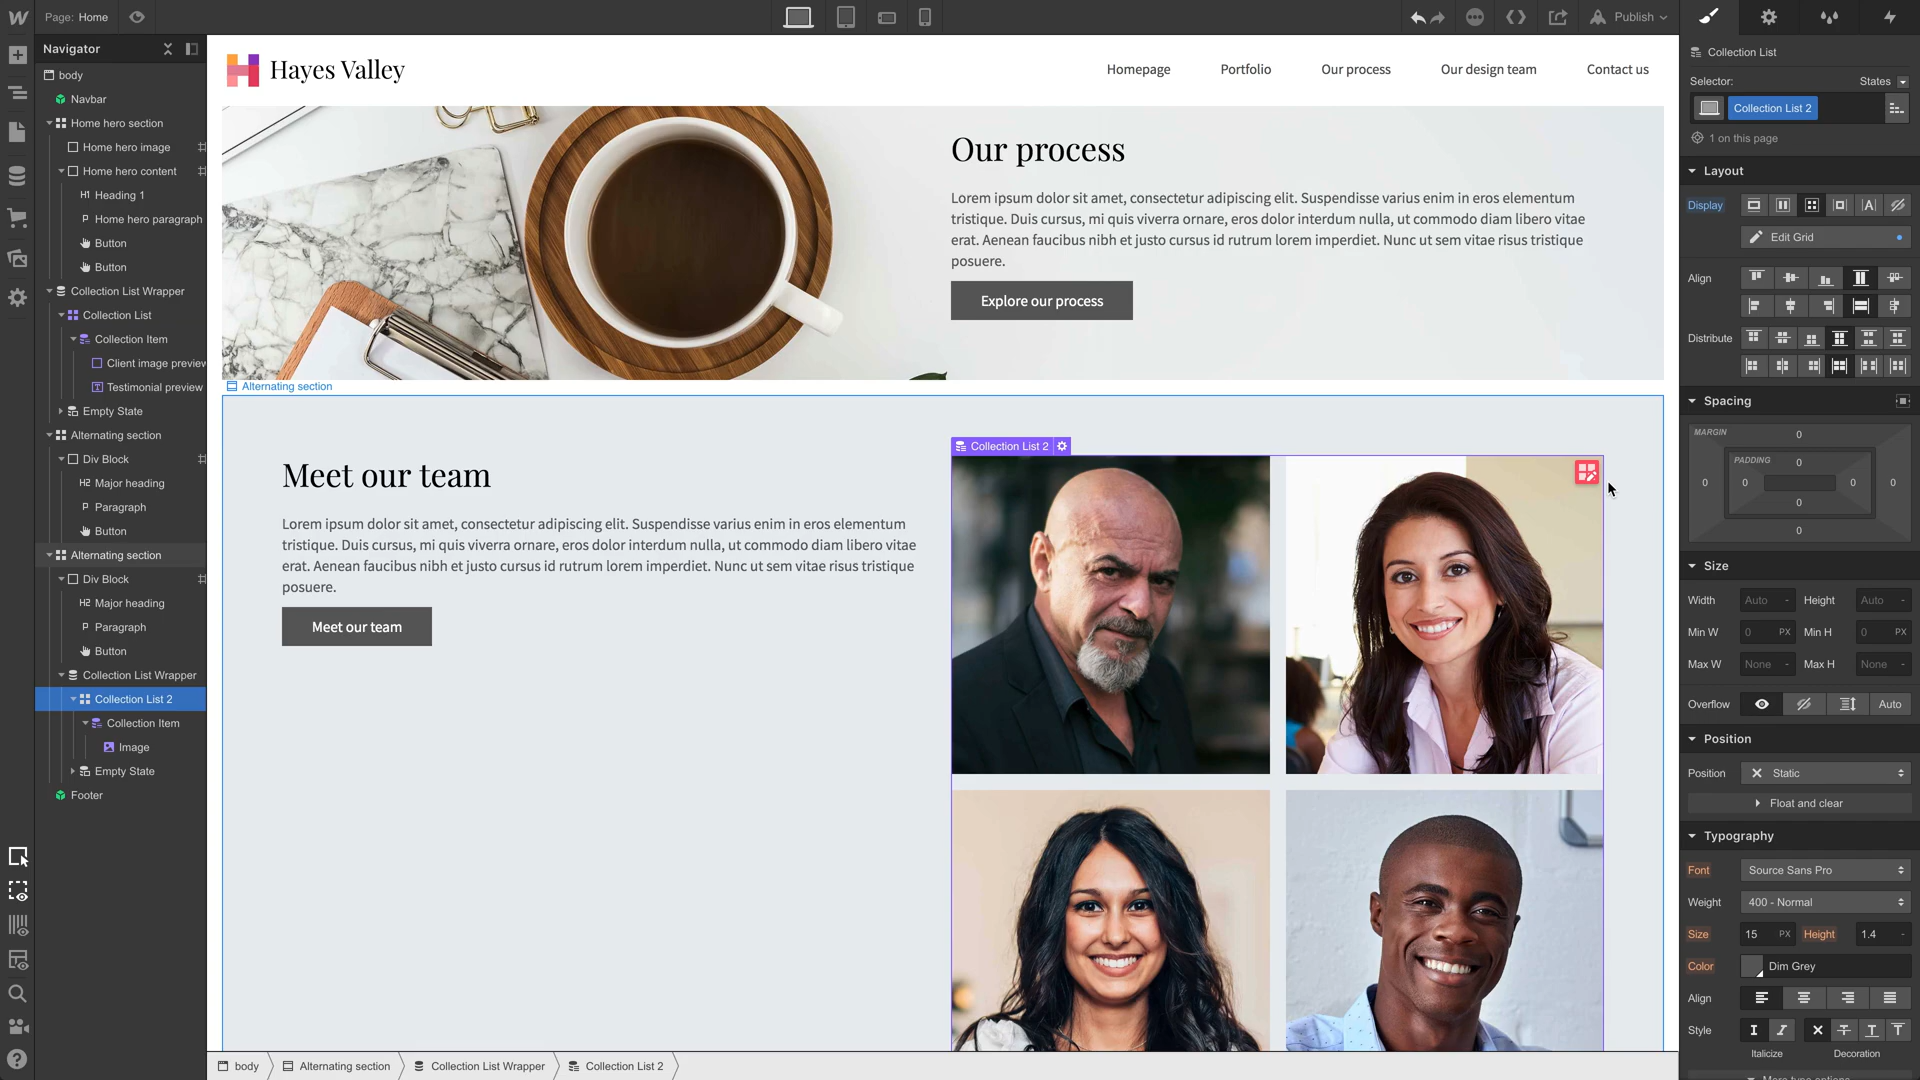 Page: Home
Publish
Navigator
body
Navbar
Home hero section
Home hero image
Home hero content
H1 Heading 1
P Home hero paragraph
Button
Button
Collection List Wrapper
Collection List
Collection Item
Client image preview
Testimonial preview
Empty State
Alternating section
Div Block
H2 Major heading
P Paragraph
Button
Alternating section
Div Block
H2 Major heading
P Paragraph
Button
Collection List Wrapper
Collection List 2
Collection Item
Image
Empty State
Footer
Hayes Valley
Homepage
Portfolio
Our process
Our design team
Contact us
Our process
Lorem ipsum dolor sit amet, consectetur adipiscing elit. Suspendisse varius enim in eros elementum
tristique. Duis cursus, mi quis viverra ornare, eros dolor interdum nulla, ut commodo diam libero vitae
erat. Aenean faucibus nibh et justo cursus id rutrum lorem imperdiet. Nunc ut sem vitae risus tristique
posuere.
Explore our process
Alternating section
Collection List 2
Meet our team
Lorem ipsum dolor sit amet, consectetur adipiscing elit. Suspendisse varius enim in eros elementum
tristique. Duis cursus, mi quis viverra ornare, eros dolor interdum nulla, ut commodo diam libero vitae
erat. Aenean faucibus nibh et justo cursus id rutrum lorem imperdiet. Nunc ut sem vitae risus tristique
posuere.
Meet our team
body
Alternating section
Collection List Wrapper
Collection List 2
Collection List
Selector:
States
Collection List 2
1 on this page
Layout
Display
Edit Grid
Align
Distribute
Spacing
MARGIN
0
PADDING
0
0 0 0 0
0
0
Size
Width Auto - Height Auto -
Min W 0 PX Min H 0 PX
Max W None - Max H None -
Overflow Auto
Position
Position Static
Float and clear
Typography
Font Source Sans Pro
Weight 400 - Normal
Size 15 PX Height 1.4 -
Color Dim Grey
Align
Style
Italicize Decoration
More type options